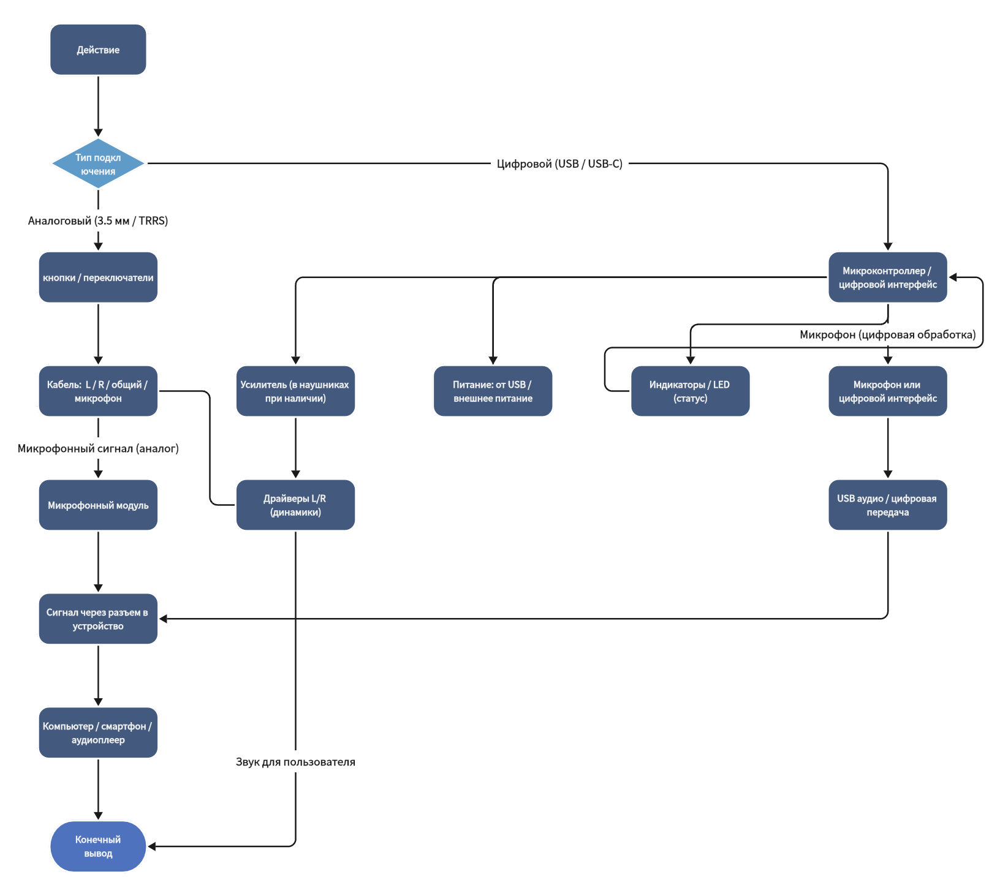 Действие
Тип подкл
ючения
Цифровой (USB / USB-C)
Аналоговый (3.5 мм / TRRS)
кнопки / переключатели
Микроконтроллер /
цифровой интерфейс
Микрофон (цифровая обработка)
Кабель:  L / R / общий /
микрофон
Усилитель (в наушниках
при наличии)
Питание: от USB /
внешнее питание
Индикаторы / LED
(статус)
Микрофон или
цифровой интерфейс
Микрофонный сигнал (аналог)
Микрофонный модуль
Драйверы L/R
(динамики)
USB аудио / цифровая
передача
Сигнал через разъем в
устройство
Компьютер / смартфон /
аудиоплеер
Звук для пользователя
Конечный
вывод